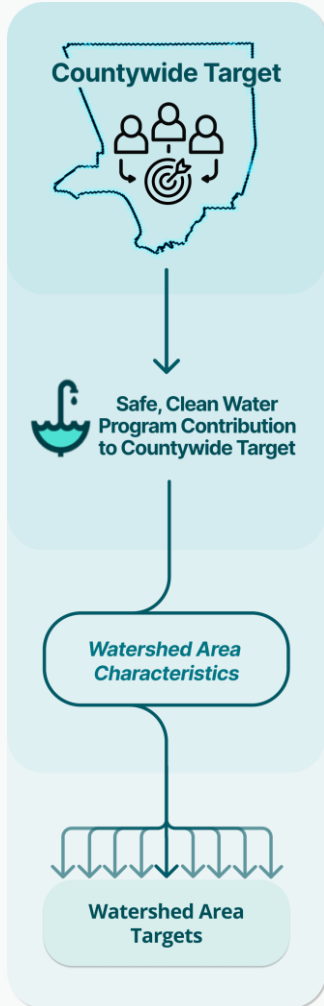 Countywide Target
Safe, Clean Water
Program Contribution
to Countywide Target
Watershed Area
Characteristics
Watershed Area
Targets